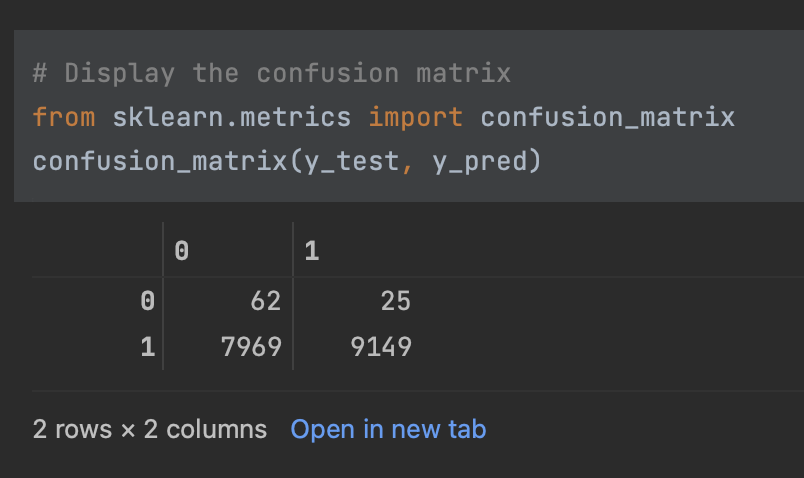 # Display the confusion matrix
from sklearn.metrics import confusion_matrix
confusion_matrix(y_test, y_pred)
0 1
0 62 25
1 7969 9149
2 rows × 2 columns Open in new tab